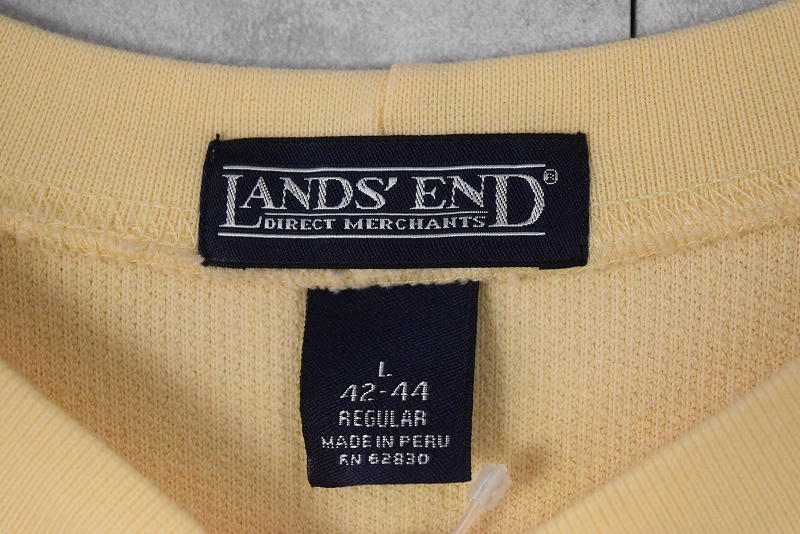 LANDS' END®
DIRECT MERCHANTS
L
42-44
REGULAR
MADE IN PERU
RN 62830